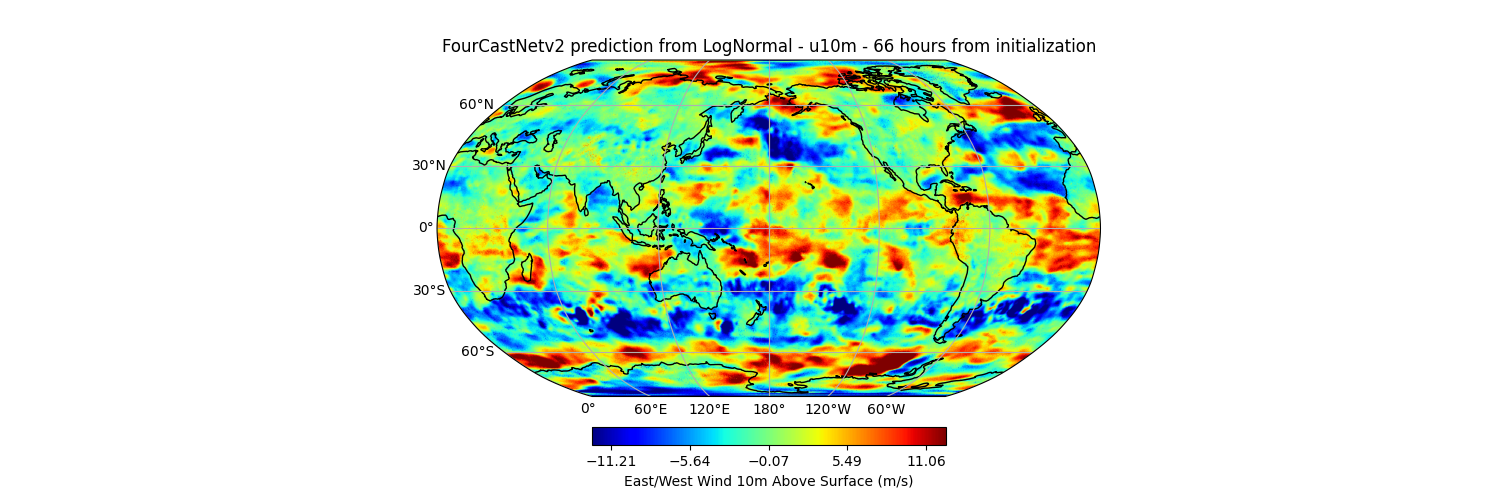 FourCastNetv2 prediction from LogNormal - u10m - 66 hours from initialization
60°N
30°N
0°
30°S
60°S
0° 60°E 120°E 180° 120°W 60°W
−11.21 −5.64 −0.07 5.49 11.06
East/West Wind 10m Above Surface (m/s)